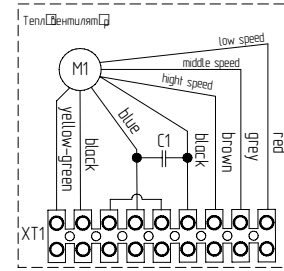 low speed
middle speed
hight speed
M1
yellow-green
black
blue
C1
black
brown
grey
red
XT1